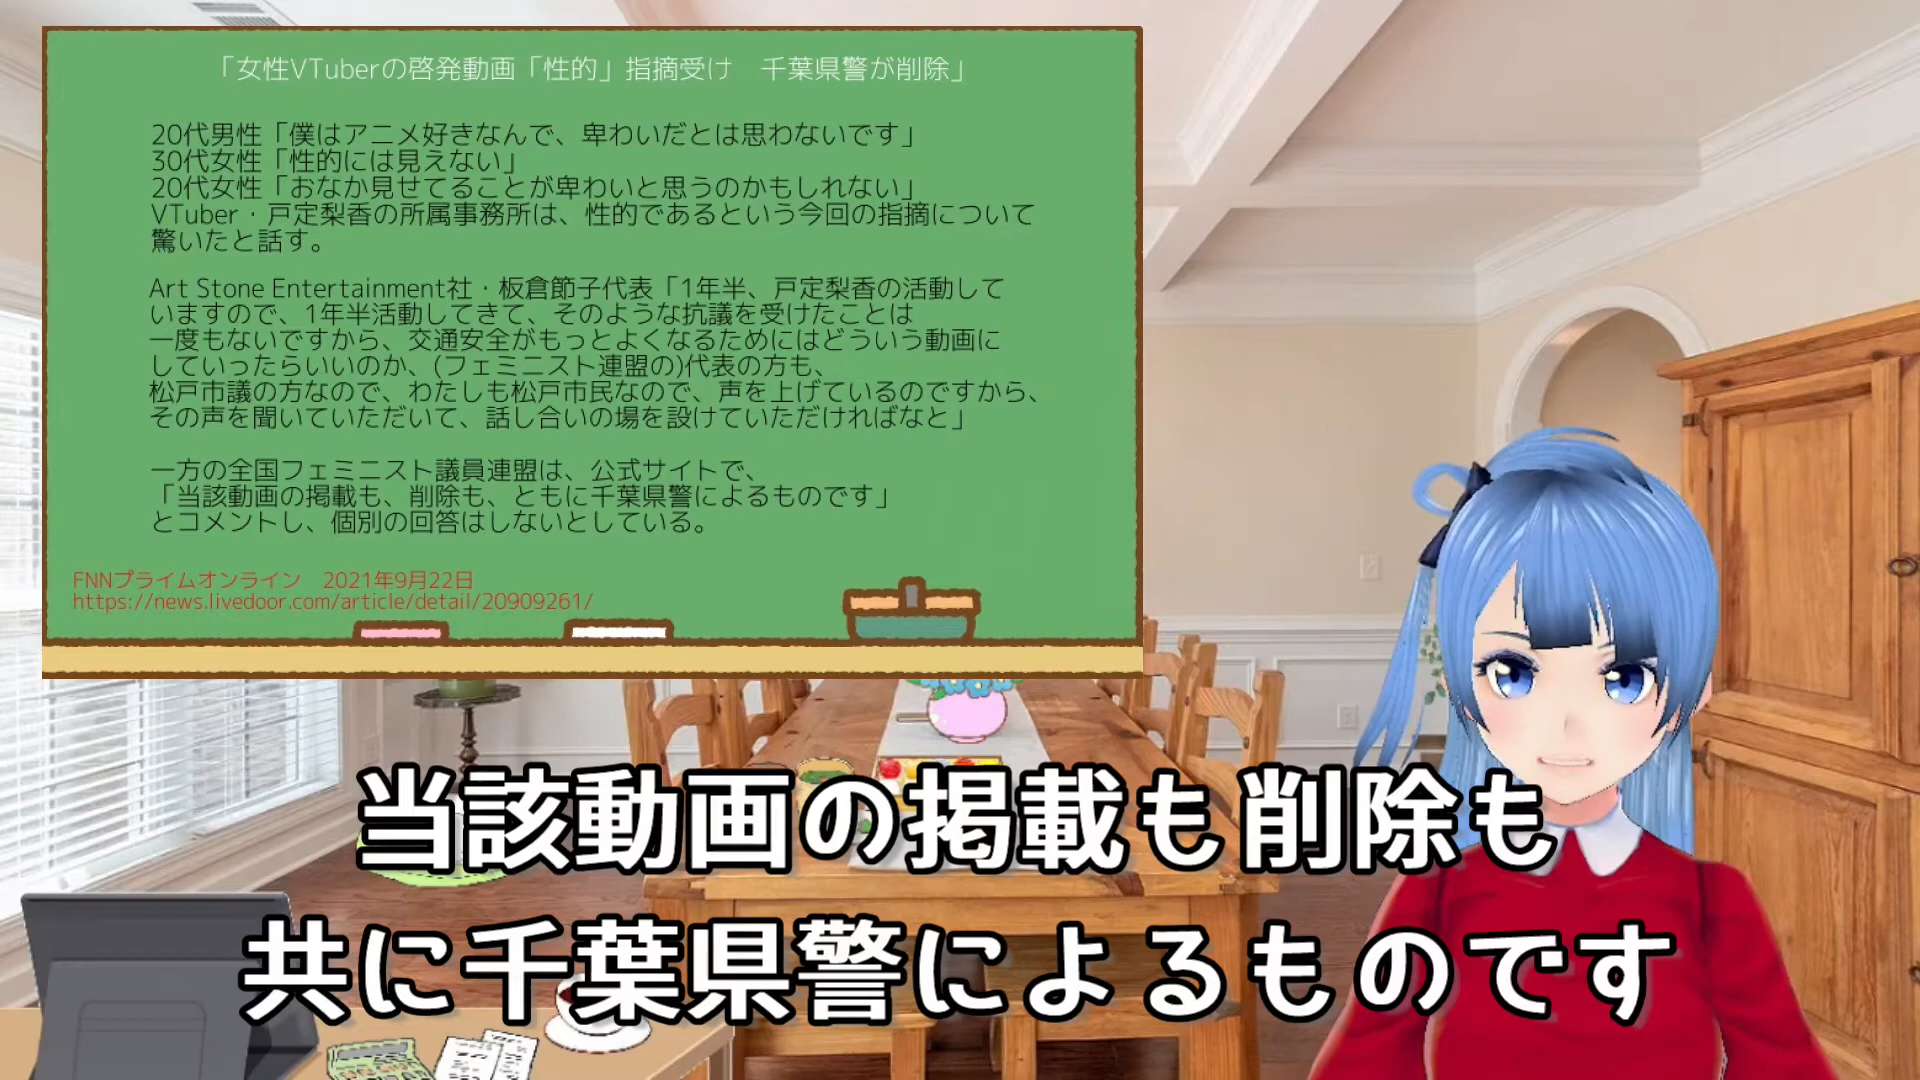 「女性VTuberの啓発動画「性的」指摘受け　千葉県警が削除」
20代男性「僕はアニメ好きなんで、卑わいだとは思わないです」
30代女性「性的には見えない」
20代女性「おなか見せてることが卑わいと思うのかもしれない」
VTuber・戸定梨香の所属事務所は、性的であるという今回の指摘について
驚いたと話す。
Art Stone Entertainment社・板倉節子代表「1年半、戸定梨香の活動して
いますので、1年半活動してきて、そのような抗議を受けたことは
一度もないですから、交通安全がもっとよくなるためにはどういう動画に
していったらいいのか、(フェミニスト連盟の)代表の方も、
松戸市議の方なので、わたしも松戸市民なので、声を上げているのですから、
その声を聞いていただいて、話し合いの場を設けていただければなと」
一方の全国フェミニスト議員連盟は、公式サイトで、
「当該動画の掲載も、削除も、ともに千葉県警によるものです」
とコメントし、個別の回答はしないとしている。
FNNプライムオンライン　2021年9月22日
https://news.livedoor.com/article/detail/20909261/
当該動画の掲載も削除も
共に千葉県警によるものです